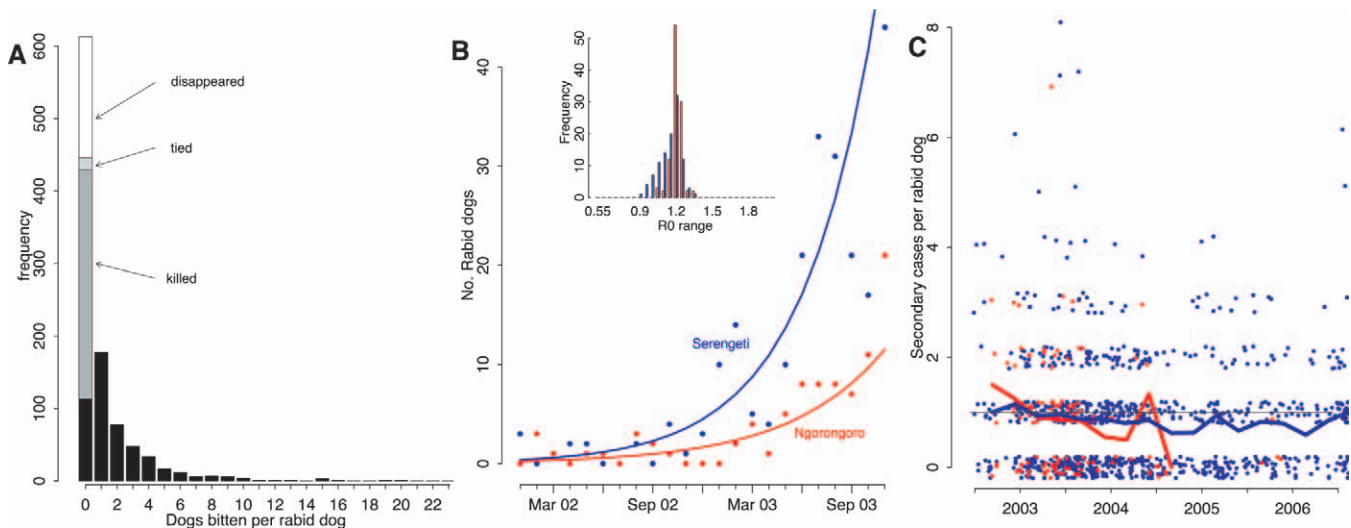 A
frequency
600
500
400
300
200
100
0
disappeared
tied
killed
0 2 4 6 8 10 12 14 16 18 20 22
Dogs bitten per rabid dog
B
No. Rabid dogs
40
30
20
10
0
Frequency
50
40
30
20
10
0
0.55 0.9 1.2 1.5 1.8
R0 range
Serengeti
Ngorongoro
Mar 02 Sep 02 Mar 03 Sep 03
C
Secondary cases per rabid dog
8
6
4
2
0
2003 2004 2005 2006